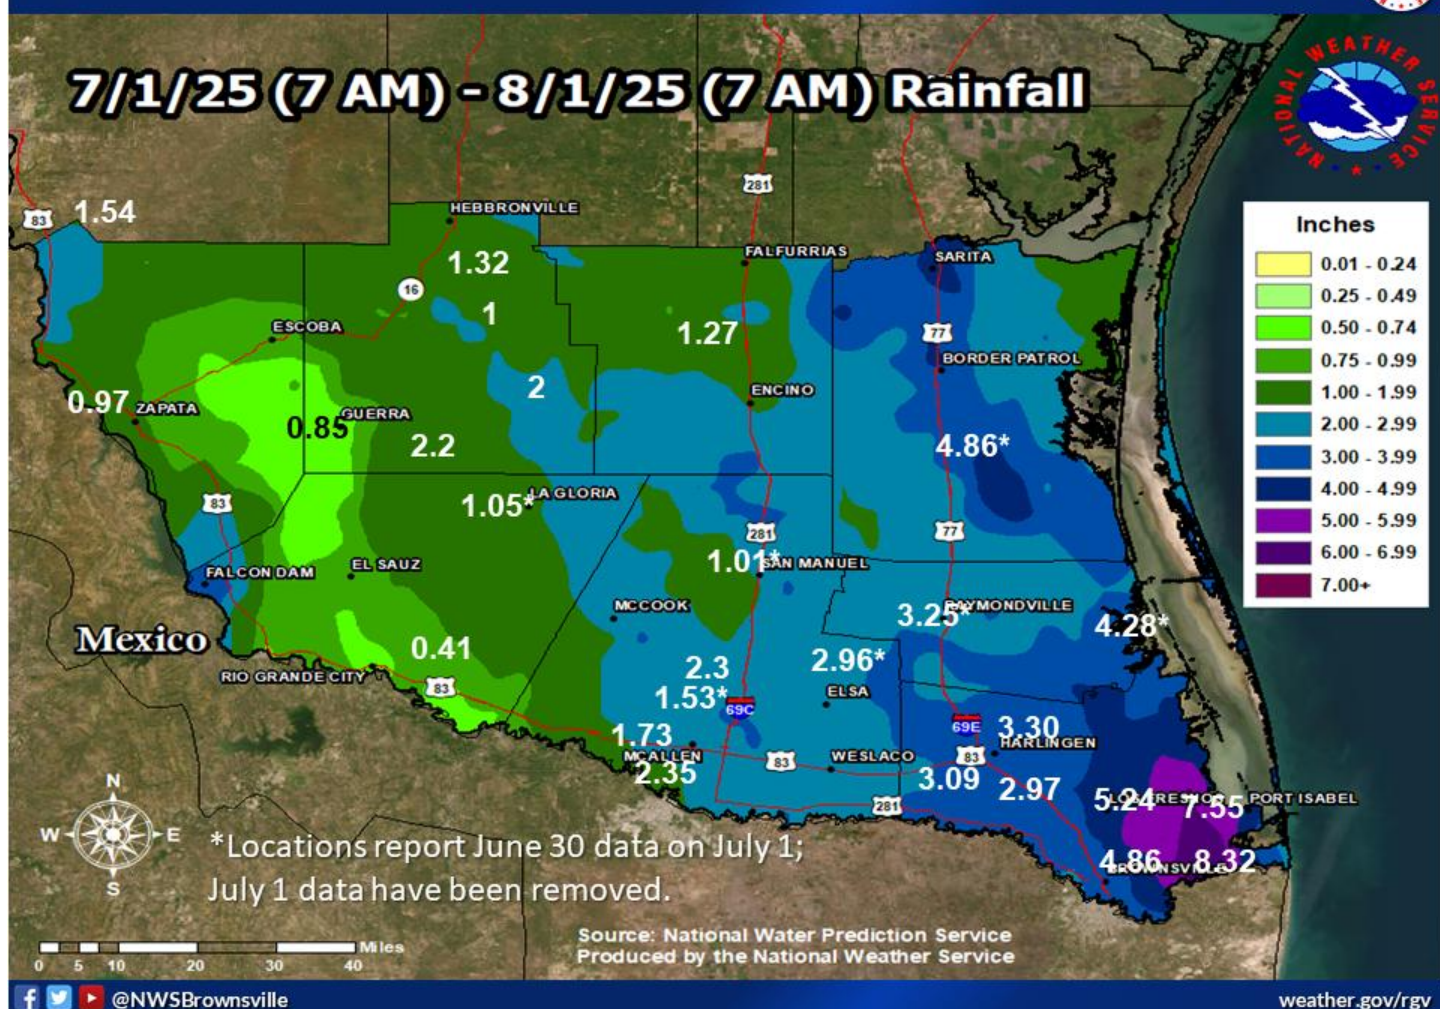 7/1/25 (7 AM) - 8/1/25 (7 AM) Rainfall
NATIONAL WEATHER SERVICE
281
83
1.54
HEBBRONVILLE
1.32
FALFURRIAS
SARITA
16
1
ESCOBA
1.27
77
BORDER PATROL
2
ENCINO
0.97
ZAPATA
0.85
GUERRA
2.2
4.86*
1.05*
LA GLORIA
83
281
77
1.01*
SAN MANUEL
FALCON DAM
EL SAUZ
MCCOOK
3.25*
RAYMONDVILLE
4.28*
Mexico
0.41
2.3
2.96*
RIO GRANDE CITY
83
1.53*
69C
ELSA
69E
3.30
HARLINGEN
1.73
MCALLEN
2.35
83
WESLACO
83
3.09
2.97
281
5.24
LOS FRESNOS
7.55
PORT ISABEL
4.86
BROWNSVILLE
8.32
Inches
0.01 - 0.24
0.25 - 0.49
0.50 - 0.74
0.75 - 0.99
1.00 - 1.99
2.00 - 2.99
3.00 - 3.99
4.00 - 4.99
5.00 - 5.99
6.00 - 6.99
7.00+
N
W E
S
*Locations report June 30 data on July 1;
July 1 data have been removed.
Source: National Water Prediction Service
Produced by the National Weather Service
Miles
0 5 10 20 30 40
@NWSBrownsville
weather.gov/rgv